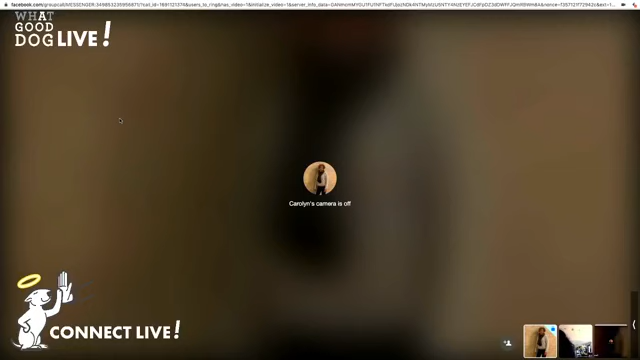 WHAT
GOOD
DOG LIVE!
Carolyn's camera is off
CONNECT LIVE!